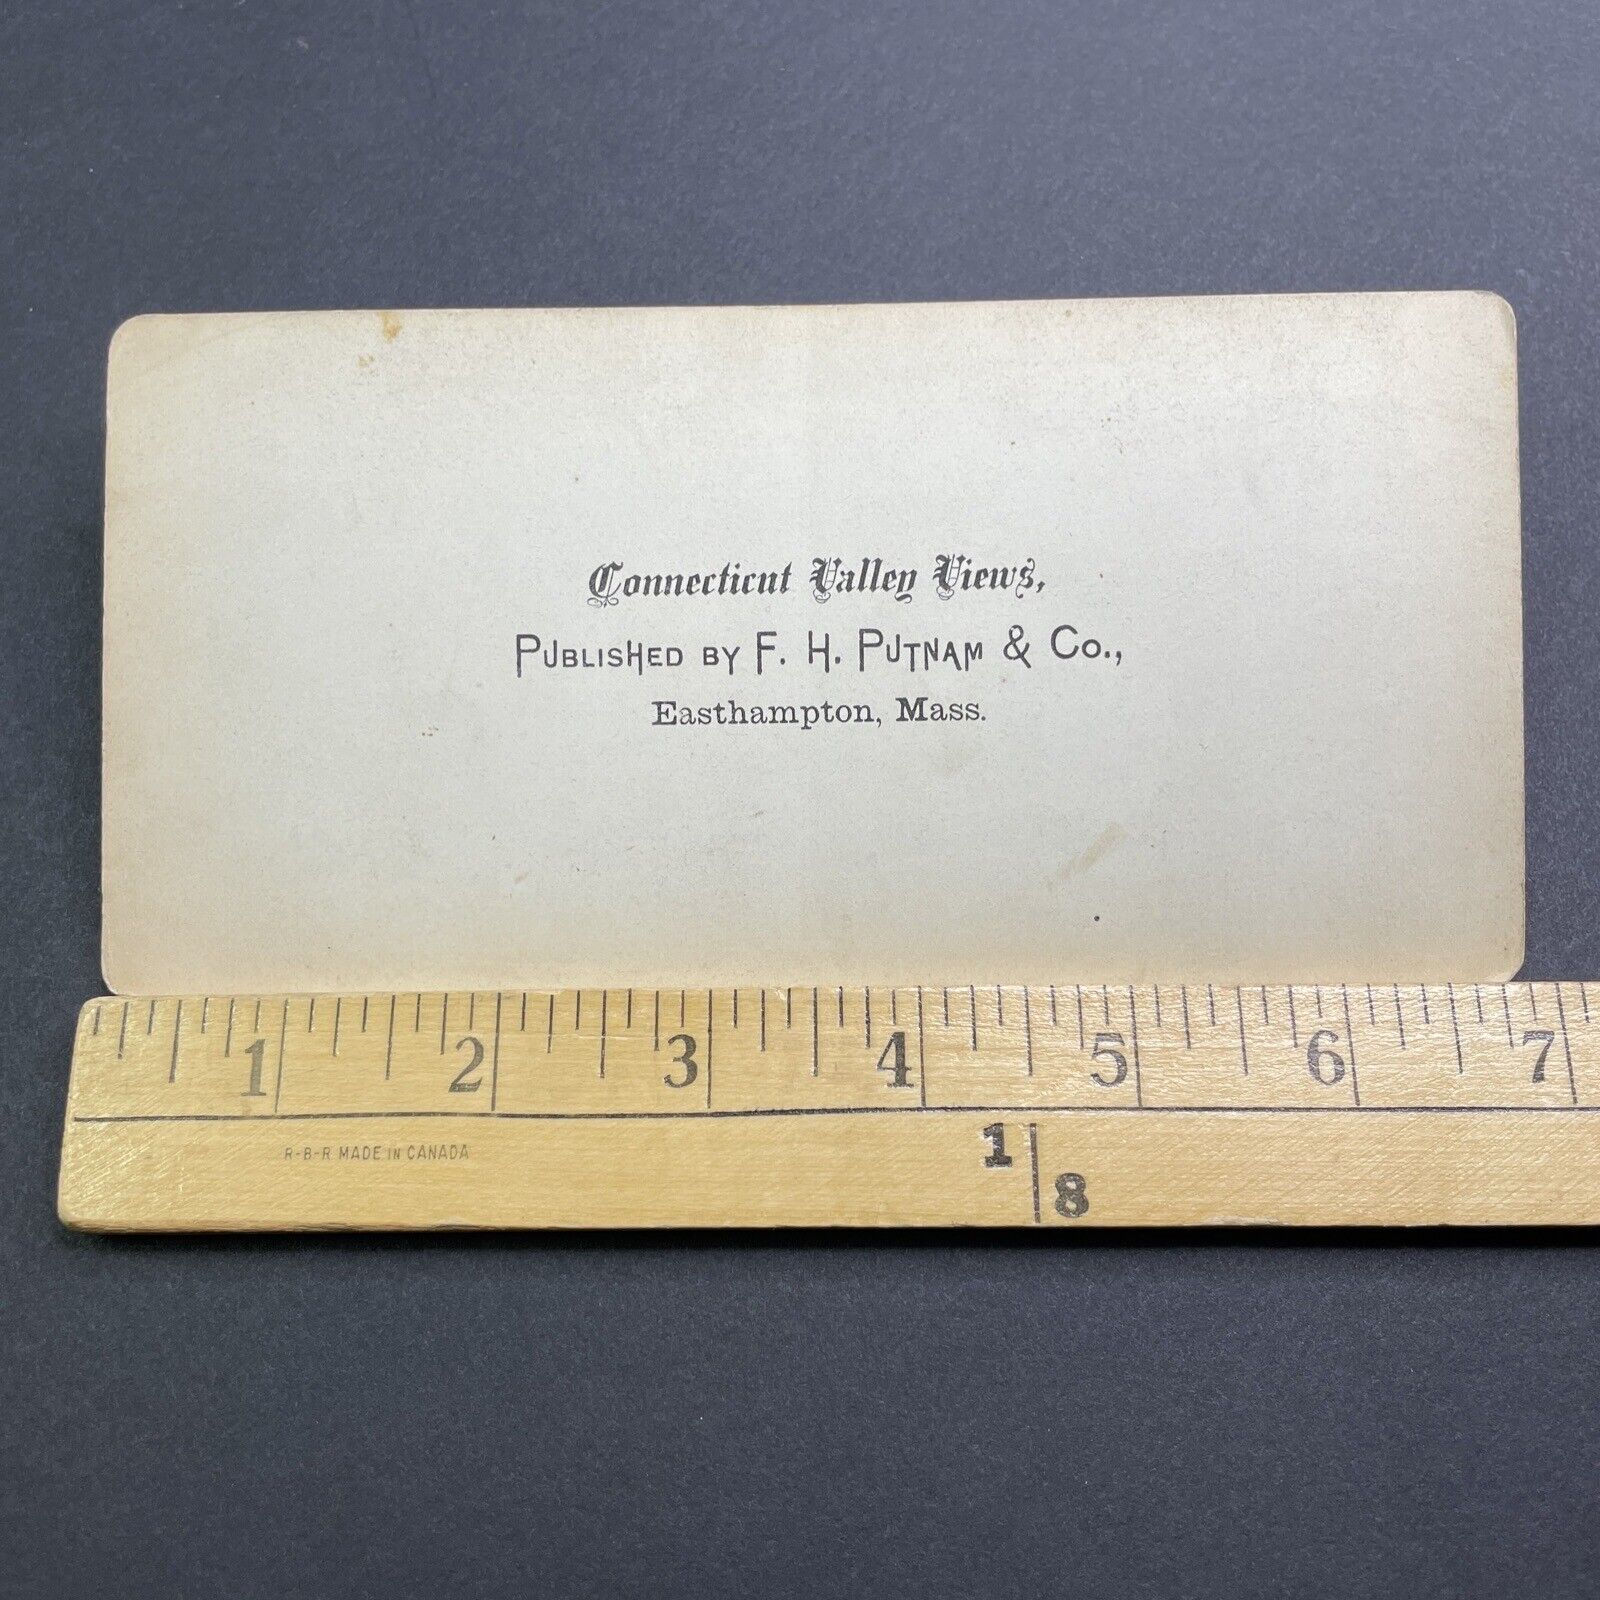 Connecticut Valley Views,
PUBLISHED BY F. H. PUTNAM & CO.,
Easthampton, Mass.
1 2 3 4 5 6 7
R-B-R MADE IN CANADA
1
8